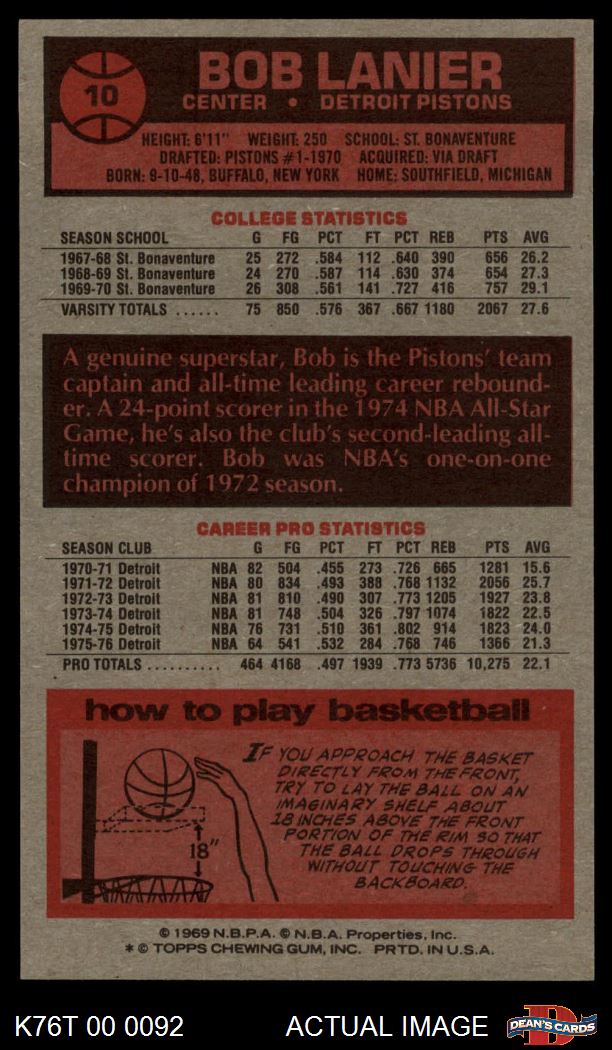 10
BOB LANIER
CENTER • DETROIT PISTONS
HEIGHT: 6'11" WEIGHT: 250 SCHOOL: ST. BONAVENTURE
DRAFTED: PISTONS #1-1970 ACQUIRED: VIA DRAFT
BORN: 9-10-48, BUFFALO, NEW YORK HOME: SOUTHFIELD, MICHIGAN
COLLEGE STATISTICS
SEASON SCHOOL G FG PCT FT PCT REB PTS AVG
1967-68 St. Bonaventure 25 272 .584 112 .640 390 656 26.2
1968-69 St. Bonaventure 24 270 .587 114 .630 374 654 27.3
1969-70 St. Bonaventure 26 308 .561 141 .727 416 757 29.1
VARSITY TOTALS ...... 75 850 .576 367 .667 1180 2067 27.6
A genuine superstar, Bob is the Pistons' team
captain and all-time leading career rebound-
er. A 24-point scorer in the 1974 NBA All-Star
Game, he's also the club's second-leading all-
time scorer. Bob was NBA's one-on-one
champion of 1972 season.
CAREER PRO STATISTICS
SEASON CLUB G FG PCT FT PCT REB PTS AVG
1970-71 Detroit NBA 82 504 .455 273 .726 665 1281 15.6
1971-72 Detroit NBA 80 834 .493 388 .768 1132 2056 25.7
1972-73 Detroit NBA 81 810 .490 307 .773 1205 1927 23.8
1973-74 Detroit NBA 81 748 .504 326 .797 1074 1822 22.5
1974-75 Detroit NBA 76 731 .510 361 .802 914 1823 24.0
1975-76 Detroit NBA 64 541 .532 284 .768 746 1366 21.3
PRO TOTALS .......... 464 4168 .497 1939 .773 5736 10,275 22.1
how to play basketball
IF YOU APPROACH THE BASKET
DIRECTLY FROM THE FRONT,
TRY TO LAY THE BALL ON AN
IMAGINARY SHELF ABOUT
18 INCHES ABOVE THE FRONT
PORTION OF THE RIM SO THAT
THE BALL DROPS THROUGH
WITHOUT TOUCHING THE
BACKBOARD.
18"
© 1969 N.B.P.A. © N.B.A. Properties, Inc.
* © TOPPS CHEWING GUM, INC. PRTD. IN U.S.A.
K76T 00 0092 ACTUAL IMAGE
D
DEAN'S CARDS